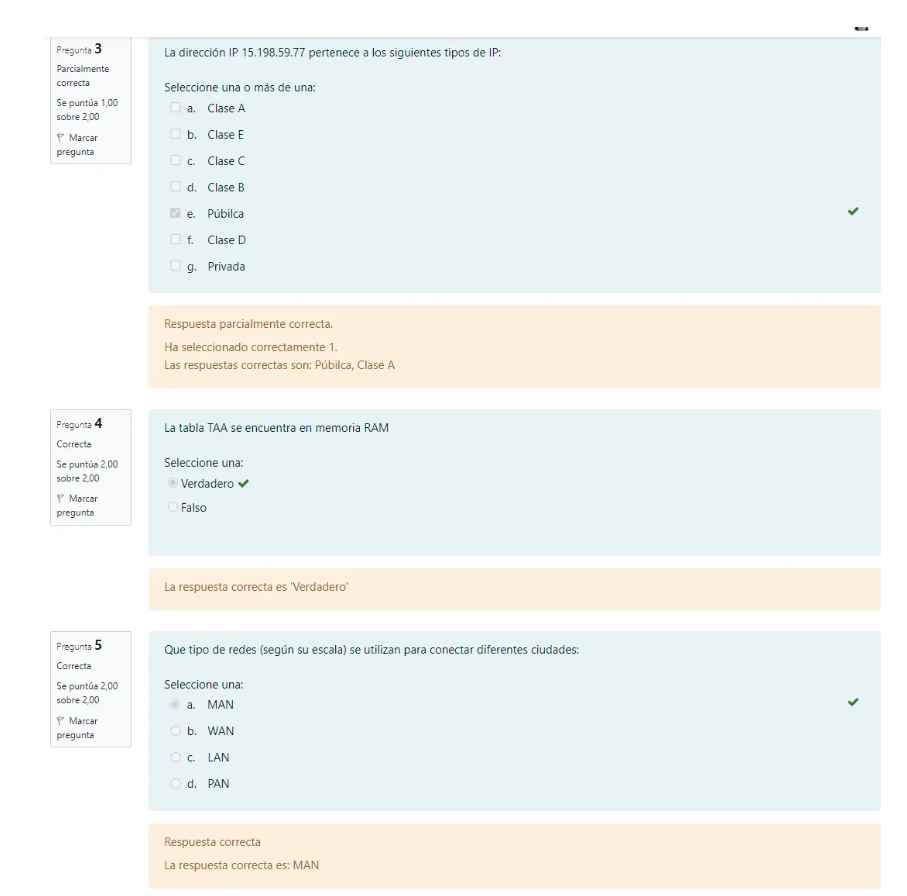 Pregunta 3
Parcialmente
correcta
Se puntúa 1,00
sobre 2,00
Marcar
pregunta
La dirección IP 15.198.59.77 pertenece a los siguientes tipos de IP:
Seleccione una o más de una:
a. Clase A
b. Clase E
c. Clase C
d. Clase B
e. Púbilca
f. Clase D
g. Privada
Respuesta parcialmente correcta.
Ha seleccionado correctamente 1.
Las respuestas correctas son: Púbilca, Clase A
Pregunta 4
Correcta
Se puntúa 2,00
sobre 2,00
Marcar
pregunta
La tabla TAA se encuentra en memoria RAM
Seleccione una:
Verdadero
Falso
La respuesta correcta es 'Verdadero'
Pregunta 5
Correcta
Se puntúa 2,00
sobre 2,00
Marcar
pregunta
Que tipo de redes (según su escala) se utilizan para conectar diferentes ciudades:
Seleccione una:
a. MAN
b. WAN
c. LAN
d. PAN
Respuesta correcta
La respuesta correcta es: MAN